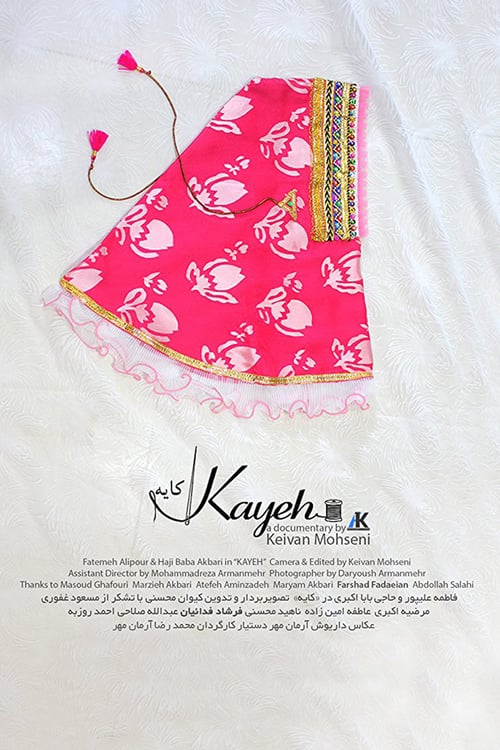 کایه Kayeh
a documentary by K
Keivan Mohseni
Fatemeh Alipour & Haji Baba Akbari in "KAYEH" Camera & Edited by Keivan Mohseni
Assistant Director by Mohammadreza Armanmehr Photographer by Daryoush Armanmehr
Thanks to Masoud Ghafouri Marzieh Akbari Atefeh Aminzadeh Maryam Akbari Farshad Fadaeian Abdollah Salahi
فاطمه علیپور و حاجی بابا اکبری در «کایه» تصویربردار و تدوین کیوان محسنی با تشکر از مسعود غفوری
مرضیه اکبری عاطفه امین زاده ناهید محسنی فرشاد فدائیان عبدالله صلاحی احمد روزبه
عکاس داریوش آرمان مهر دستیار کارگردان محمد رضا آرمان مهر